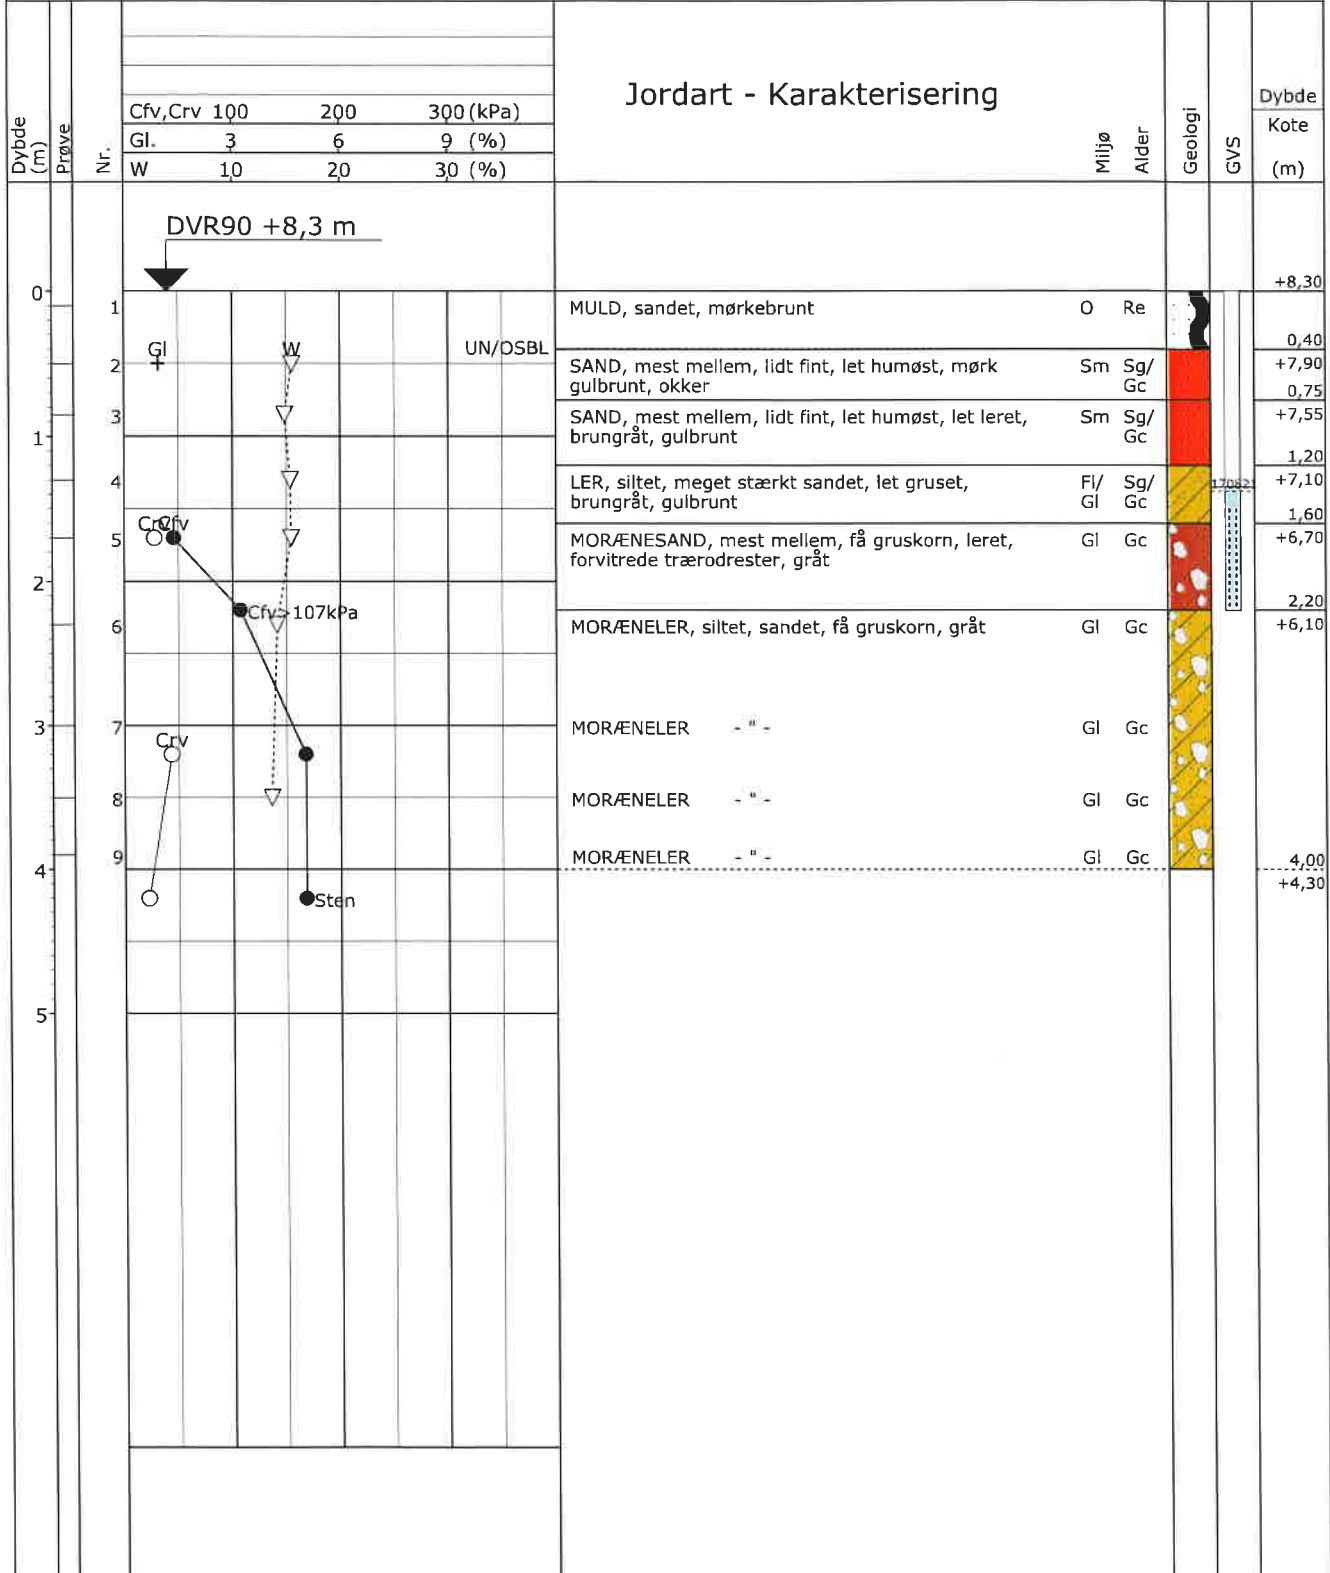 Dybde (m)
Prøve
Nr.
Cfv,Crv 100 200 300 (kPa)
Gl. 3 6 9 (%)
W 10 20 30 (%)
Jordart - Karakterisering
Miljø
Alder
Geologi
GVS
Dybde
Kote
(m)
DVR90 +8,3 m
+8,30
0
1 MULD, sandet, mørkebrunt O Re
0,40
Gl W UN/OSBL
2 SAND, mest mellem, lidt fint, let humøst, mørk Sm Sg/ +7,90
gulbrunt, okker Gc 0,75
3 SAND, mest mellem, lidt fint, let humøst, let leret, Sm Sg/ +7,55
1 brungråt, gulbrunt Gc
1,20
4 LER, siltet, meget stærkt sandet, let gruset, Fl/ Sg/ 170821 +7,10
brungråt, gulbrunt Gl Gc 1,60
Crv Cfv
5 MORÆNESAND, mest mellem, få gruskorn, leret, Gl Gc +6,70
forvitrede trærodrester, gråt
2
2,20
Cfv>107kPa
6 MORÆNELER, siltet, sandet, få gruskorn, gråt Gl Gc +6,10
3 7 MORÆNELER - " - Gl Gc
Crv
8 MORÆNELER - " - Gl Gc
9 MORÆNELER - " - Gl Gc 4,00
4
+4,30
Sten
5